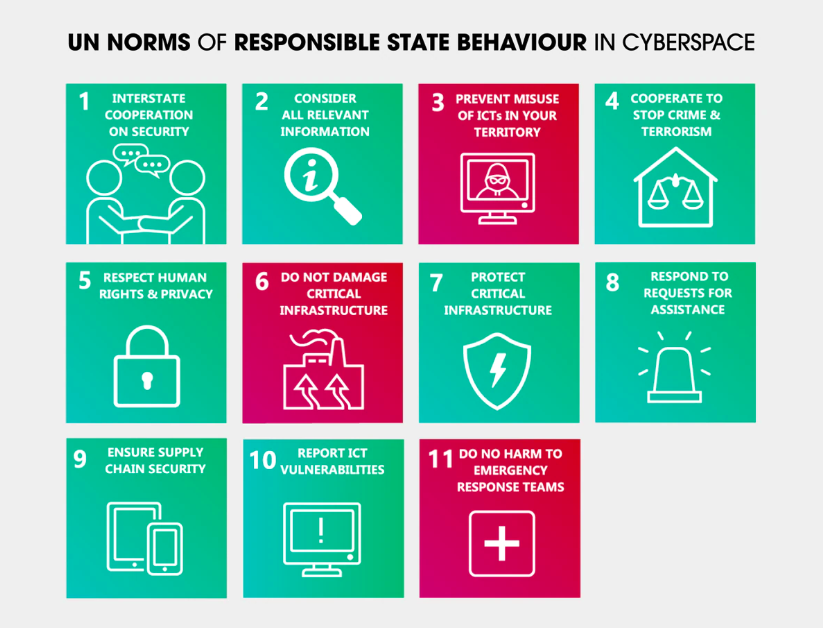 UN NORMS OF RESPONSIBLE STATE BEHAVIOUR IN CYBERSPACE
1 INTERSTATE
COOPERATION
ON SECURITY
2 CONSIDER
ALL RELEVANT
INFORMATION
i
3 PREVENT MISUSE
OF ICTs IN YOUR
TERRITORY
4 COOPERATE TO
STOP CRIME &
TERRORISM
5 RESPECT HUMAN
RIGHTS & PRIVACY
6 DO NOT DAMAGE
CRITICAL
INFRASTRUCTURE
7 PROTECT
CRITICAL
INFRASTRUCTURE
8 RESPOND TO
REQUESTS FOR
ASSISTANCE
9 ENSURE SUPPLY
CHAIN SECURITY
10 REPORT ICT
VULNERABILITIES
!
11 DO NO HARM TO
EMERGENCY
RESPONSE TEAMS